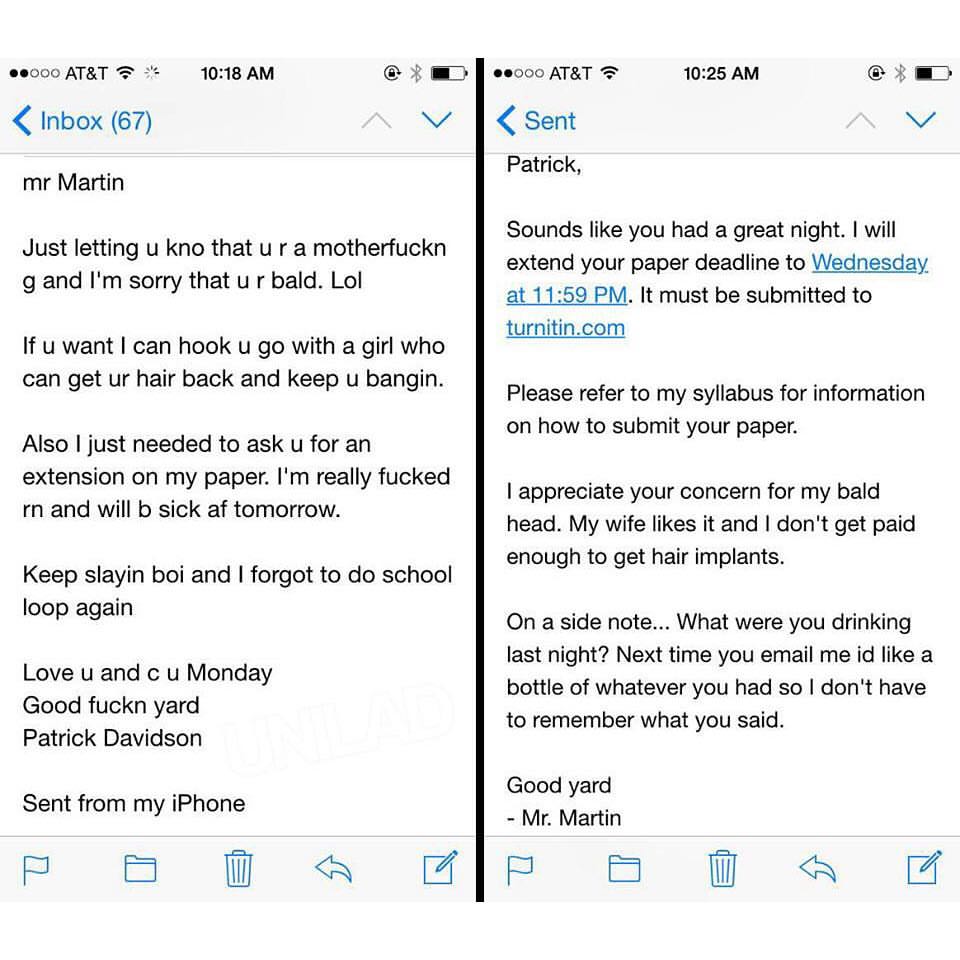 AT&T 10:18 AM
Inbox (67)
mr Martin
Just letting u kno that u r a motherfuckn
g and I'm sorry that u r bald. Lol
If u want I can hook u go with a girl who
can get ur hair back and keep u bangin.
Also I just needed to ask u for an
extension on my paper. I'm really fucked
rn and will b sick af tomorrow.
Keep slayin boi and I forgot to do school
loop again
Love u and c u Monday
Good fuckn yard
Patrick Davidson
UNILAD
Sent from my iPhone
AT&T 10:25 AM
Sent
Patrick,
Sounds like you had a great night. I will
extend your paper deadline to Wednesday
at 11:59 PM. It must be submitted to
turnitin.com
Please refer to my syllabus for information
on how to submit your paper.
I appreciate your concern for my bald
head. My wife likes it and I don't get paid
enough to get hair implants.
On a side note... What were you drinking
last night? Next time you email me id like a
bottle of whatever you had so I don't have
to remember what you said.
Good yard
- Mr. Martin